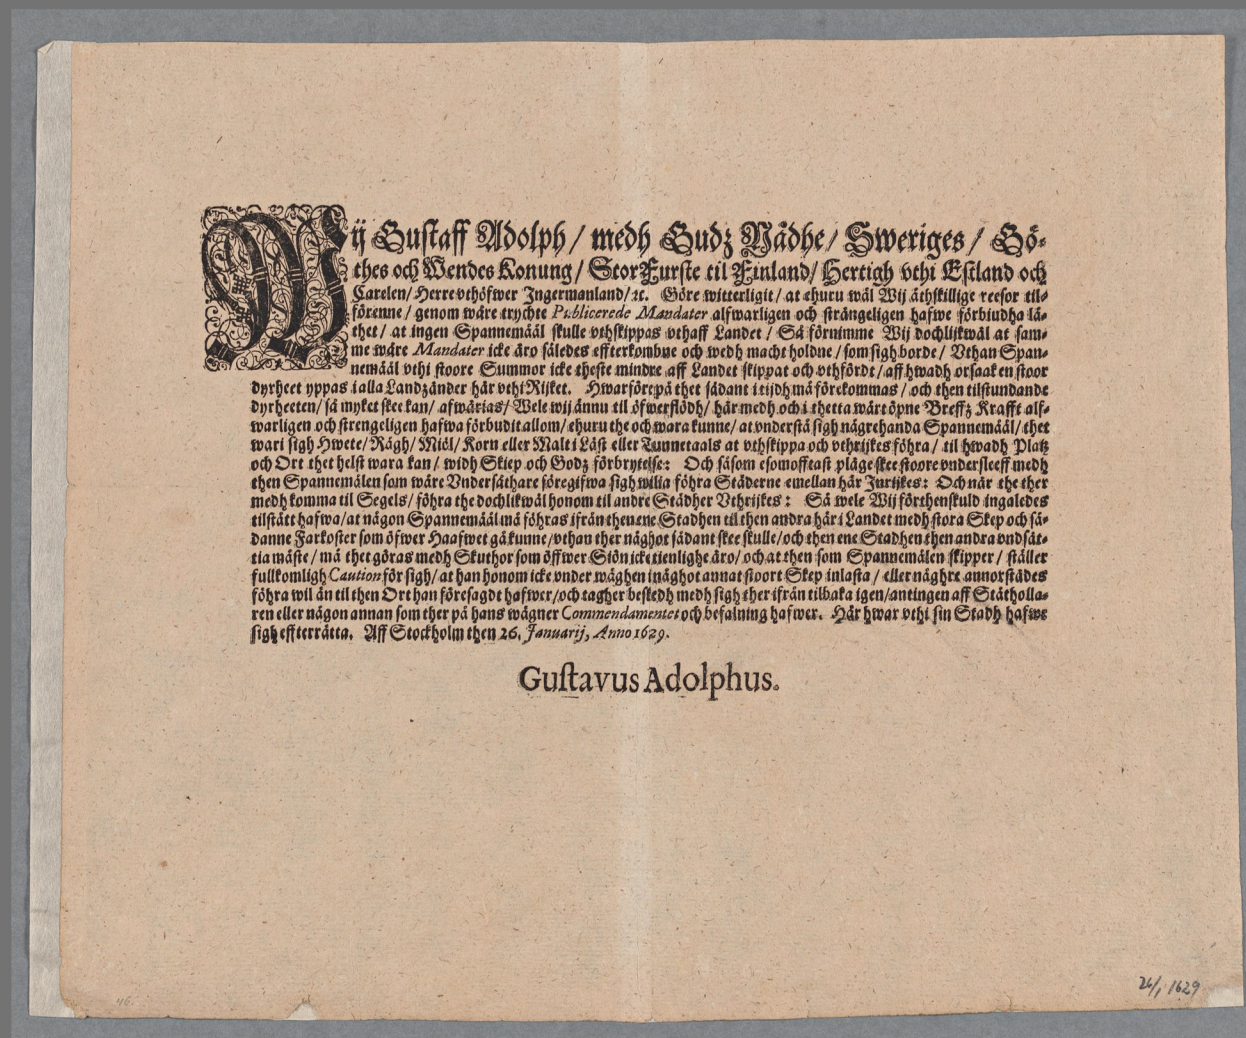 Wij Gustaff Adolph / medh Gudz Nådhe / Sweriges / Gö-
thes och Wendes Konung / StorFurste til Finland / Hertigh vthi Estland och
Carelen / Herre vthöfwer Ingermanland / ꝛc. Göre witterligit / at ehuru wäl Wij åthskillige reesor til-
förenne / genom wåre trychte Publicerede Mandater alfwarligen och strängeligen hafwe förbiudha lå-
thet / at ingen Spannemääl skulle vthskippas vthaff Landet / Så förnimme Wij dochlijkwäl at sam-
me wåre Mandater icke äro således effterkombne och wedh macht holdne / som sigh borde / Vthan Span-
nemääl vthi stoore Summor icke theste mindre aff Landet skippat och vthfördt / aff hwadh orsaak en stoor
dyrheet yppas i alla Landzänder här vthi Rijket. Hwarföre på thet sådant i tijdh må förekommas / och then tilstundande
dyrheeten / så myket skee kan / afwärias / Wele wij ännu til öfwerflödh / här medh och i thetta wårt öpne Breffz Krafft alf-
warligen och strengeligen hafwa förbudit allom / ehuru the och wara kunne / at vnderstå sigh någrehanda Spannemääl / thet
wari sigh Hwete / Rågh / Miöl / Korn eller Malt i Läst eller Tunnetaals at vthskippa och vthrijkes föhra / til hwadh Platz
och Ort thet helst wara kan / widh Skiep och Godz förbrytelse: Och såsom esomofftast pläge skee stoore vndersleeff medh
then Spannemålen som wåre Vndersåthare föregifwa sigh wilia föhra Städerne emellan här Inrijkes: Och när the ther
medh komma til Segels / föhra the dochlikwäl honom til andre Städher Vthrijkes: Så wele Wij förthenskuld ingaledes
tilstått hafwa / at någon Spannemääl må föhras ifrån then ene Stadhen til then andra här i Landet medh stora Skep och så-
danne Farkoster som öfwer Haafwet gå kunne / vthan ther någhot sådant skee skulle / och then ene Stadhen then andra vndsät-
tia måste / må thet göras medh Skuthor som öffwer Siön icke tienlighe äro / och at then som Spannemålen skipper / ställer
fullkomligh Caution för sigh / at han honom icke vnder wäghen i någhot annat stoort Skep inlasta / eller någhre annorstädes
föhra wil än til then Ort han föresagdt hafwer / och tagher beskedh medh sigh ther ifrån tilbaka igen / antingen aff Ståtholla-
ren eller någon annan som ther på hans wägner Commendamentet och befalning hafwer. Här hwar vthi sin Stadh hafwe
sigh effterrätta. Aff Stockholm then 26. Januarij, Anno 1629.
Gustavus Adolphus.
46.
26/1 1629